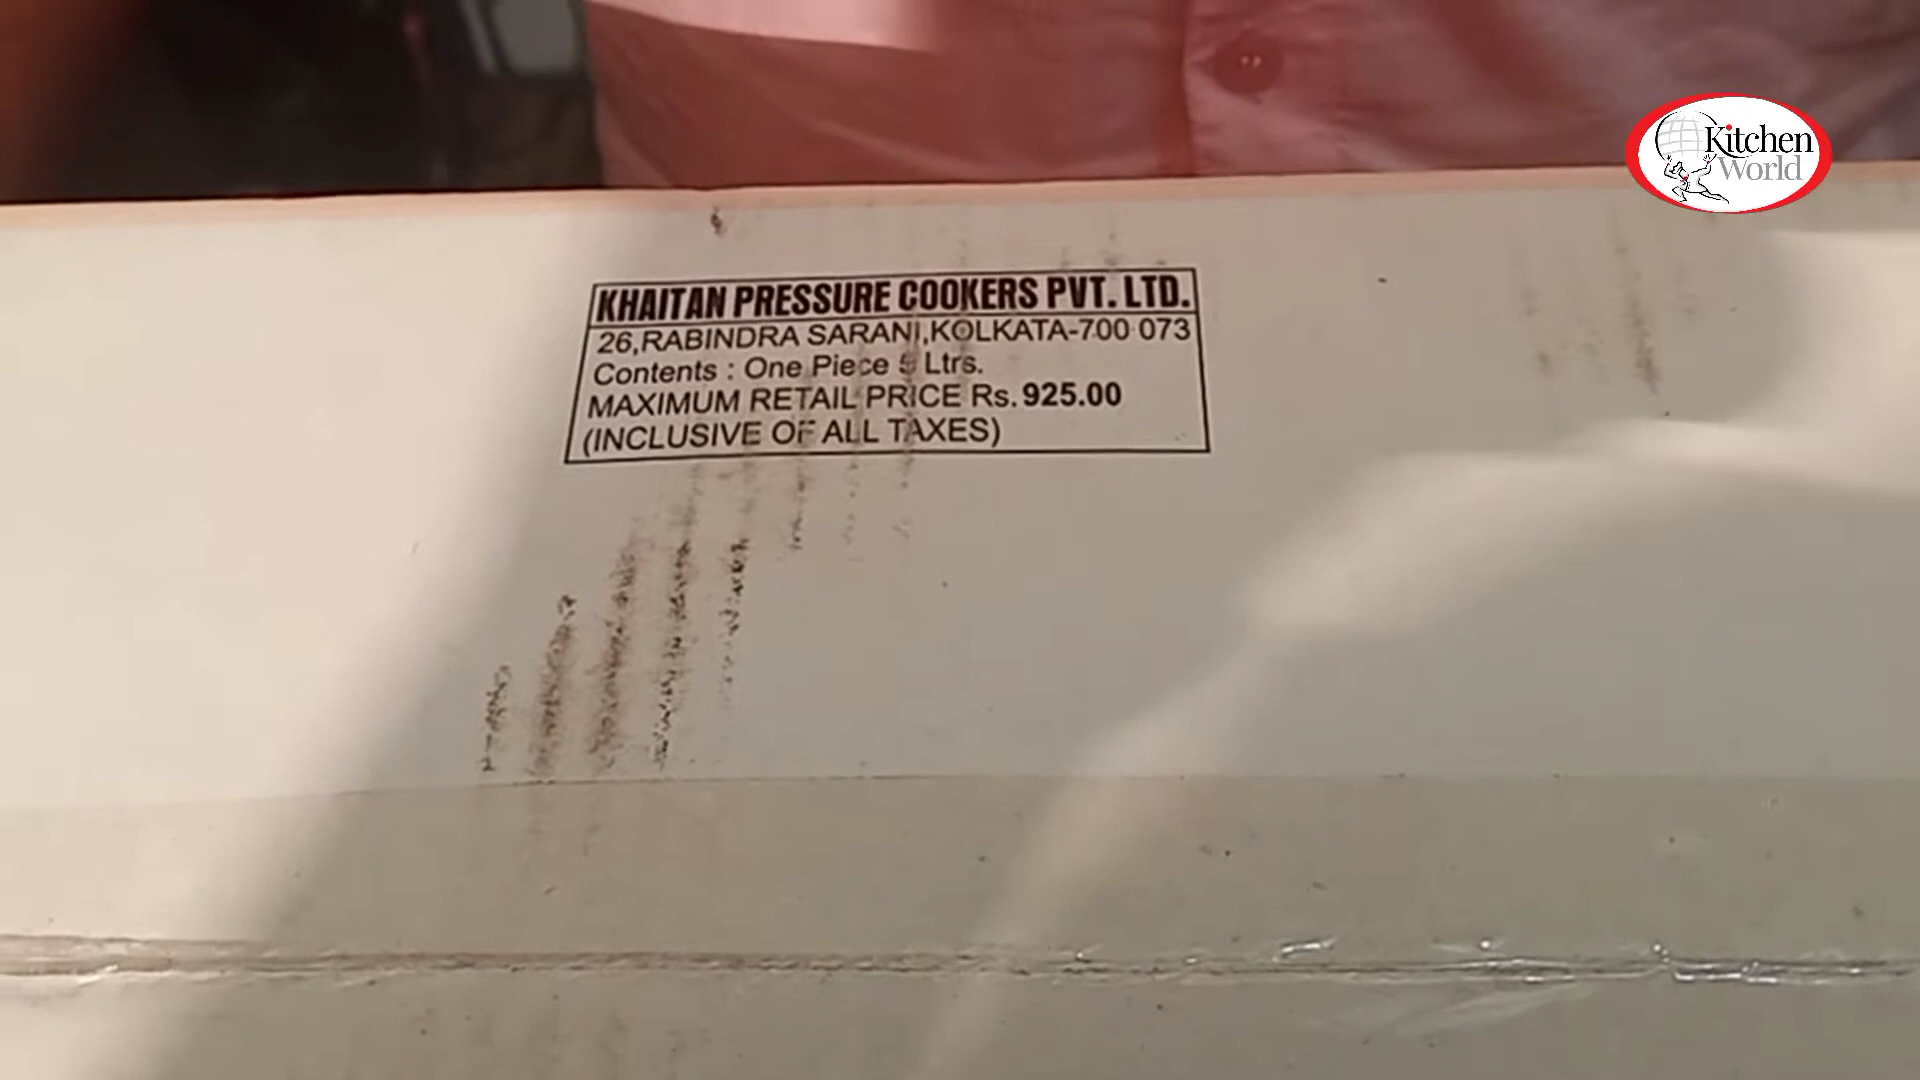 Kitchen
World
KHAITAN PRESSURE COOKERS PVT. LTD.
26,RABINDRA SARANI,KOLKATA-700 073
Contents : One Piece 5 Ltrs.
MAXIMUM RETAIL PRICE Rs. 925.00
(INCLUSIVE OF ALL TAXES)